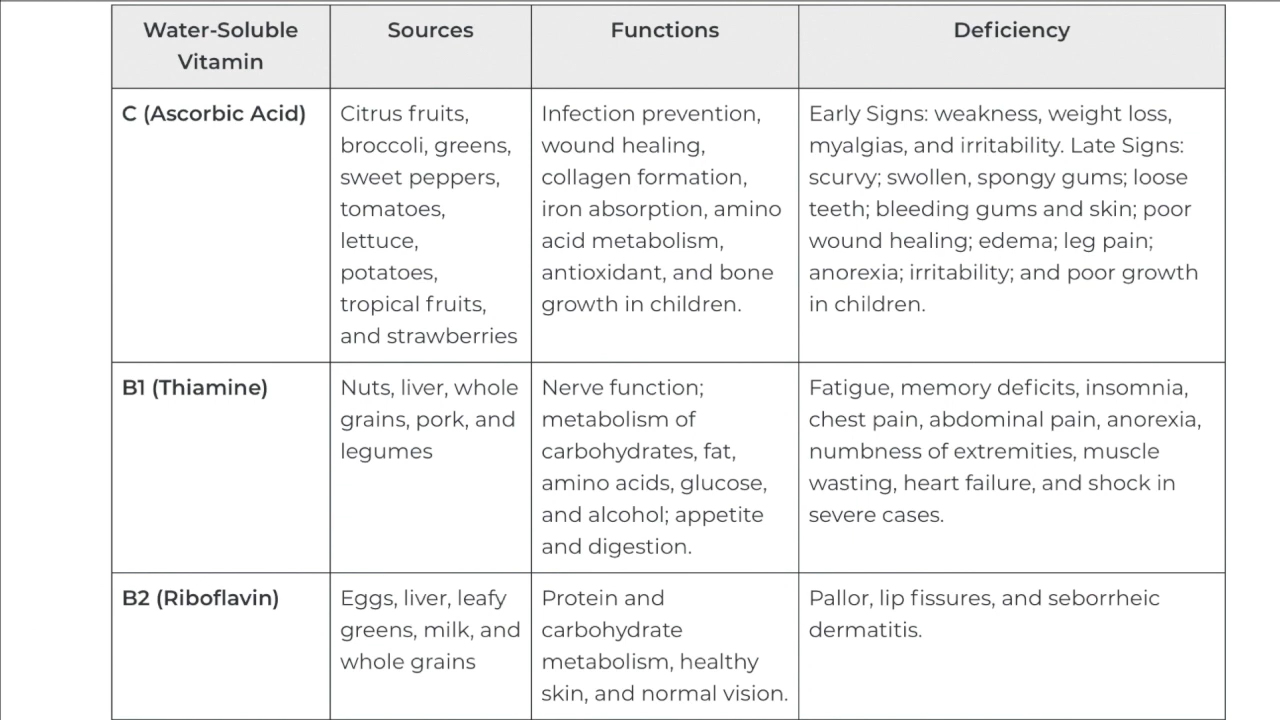 Water-Soluble
Vitamin
Sources
Functions
Deficiency
C (Ascorbic Acid)
Citrus fruits,
broccoli, greens,
sweet peppers,
tomatoes,
lettuce,
potatoes,
tropical fruits,
and strawberries
Infection prevention,
wound healing,
collagen formation,
iron absorption, amino
acid metabolism,
antioxidant, and bone
growth in children.
Early Signs: weakness, weight loss,
myalgias, and irritability. Late Signs:
scurvy; swollen, spongy gums; loose
teeth; bleeding gums and skin; poor
wound healing; edema; leg pain;
anorexia; irritability; and poor growth
in children.
B1 (Thiamine)
Nuts, liver, whole
grains, pork, and
legumes
Nerve function;
metabolism of
carbohydrates, fat,
amino acids, glucose,
and alcohol; appetite
and digestion.
Fatigue, memory deficits, insomnia,
chest pain, abdominal pain, anorexia,
numbness of extremities, muscle
wasting, heart failure, and shock in
severe cases.
B2 (Riboflavin)
Eggs, liver, leafy
greens, milk, and
whole grains
Protein and
carbohydrate
metabolism, healthy
skin, and normal vision.
Pallor, lip fissures, and seborrheic
dermatitis.